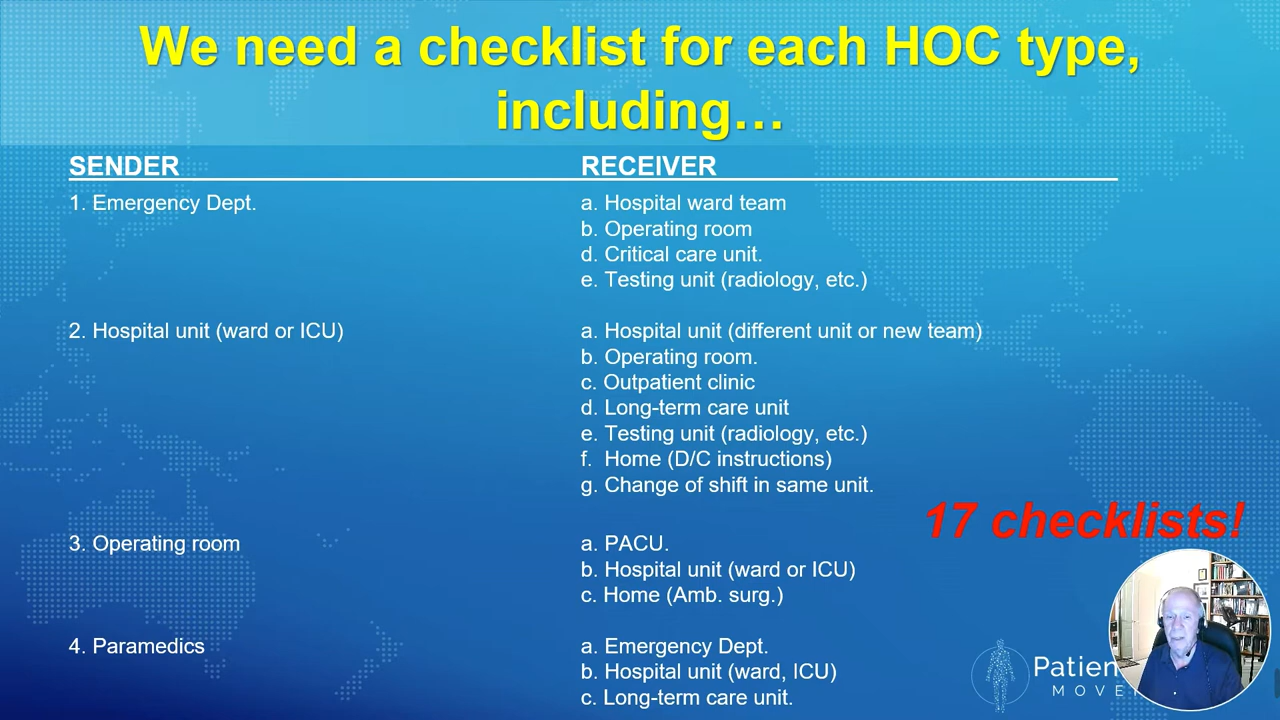 We need a checklist for each HOC type,
including…
SENDER RECEIVER
1. Emergency Dept. a. Hospital ward team
b. Operating room
d. Critical care unit.
e. Testing unit (radiology, etc.)
2. Hospital unit (ward or ICU) a. Hospital unit (different unit or new team)
b. Operating room.
c. Outpatient clinic
d. Long-term care unit
e. Testing unit (radiology, etc.)
f. Home (D/C instructions)
g. Change of shift in same unit.
17 checklists!
3. Operating room a. PACU.
b. Hospital unit (ward or ICU)
c. Home (Amb. surg.)
4. Paramedics a. Emergency Dept.
b. Hospital unit (ward, ICU)
c. Long-term care unit.